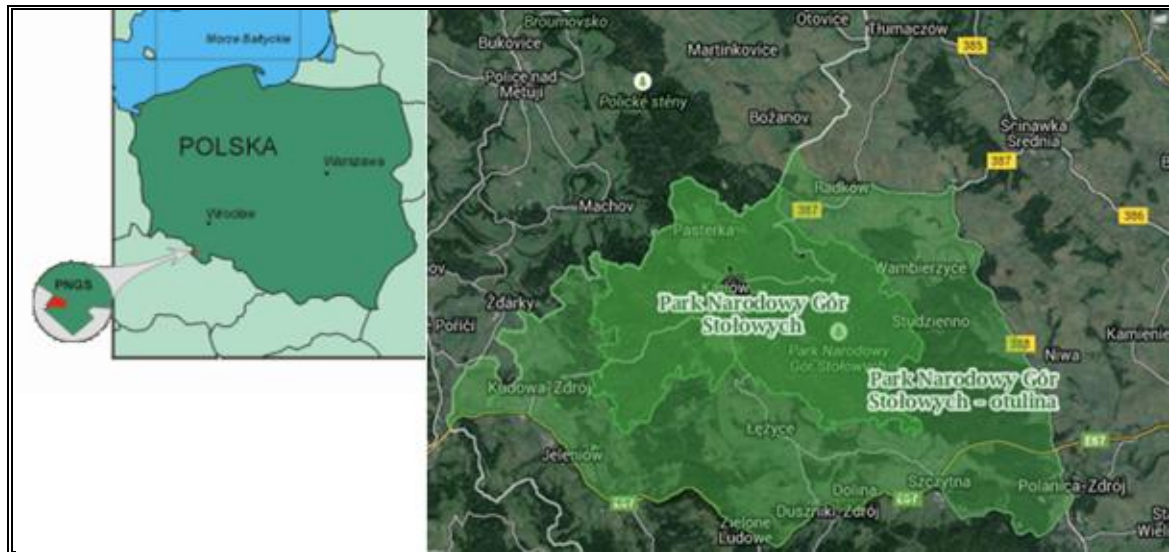 Morze Bałtyckie
POLSKA
Warszawa
Wrocław
PNGS
Broumovsko
Bukovice
Police nad
Metují
Polické stěny
Martínkovice
Otovice
Tłumaczów
385
Božanov
Ścinawka
Średnia
387
Radków
387
386
Machov
Pasterka
Wambierzyce
Žďárky
Park Narodowy Gór
Stołowych
Studzienno
Park Narodowy
Gór Stołowych
388
Niwa
Kamienie
Park Narodowy Gór
Stołowych - otulina
Kudowa-Zdrój
Łężyce
E67
Jeleniów
Dolina
Szczytna
Polanica-Zdrój
E67
Duszniki-Zdrój
E67
Zielone
Ludowe